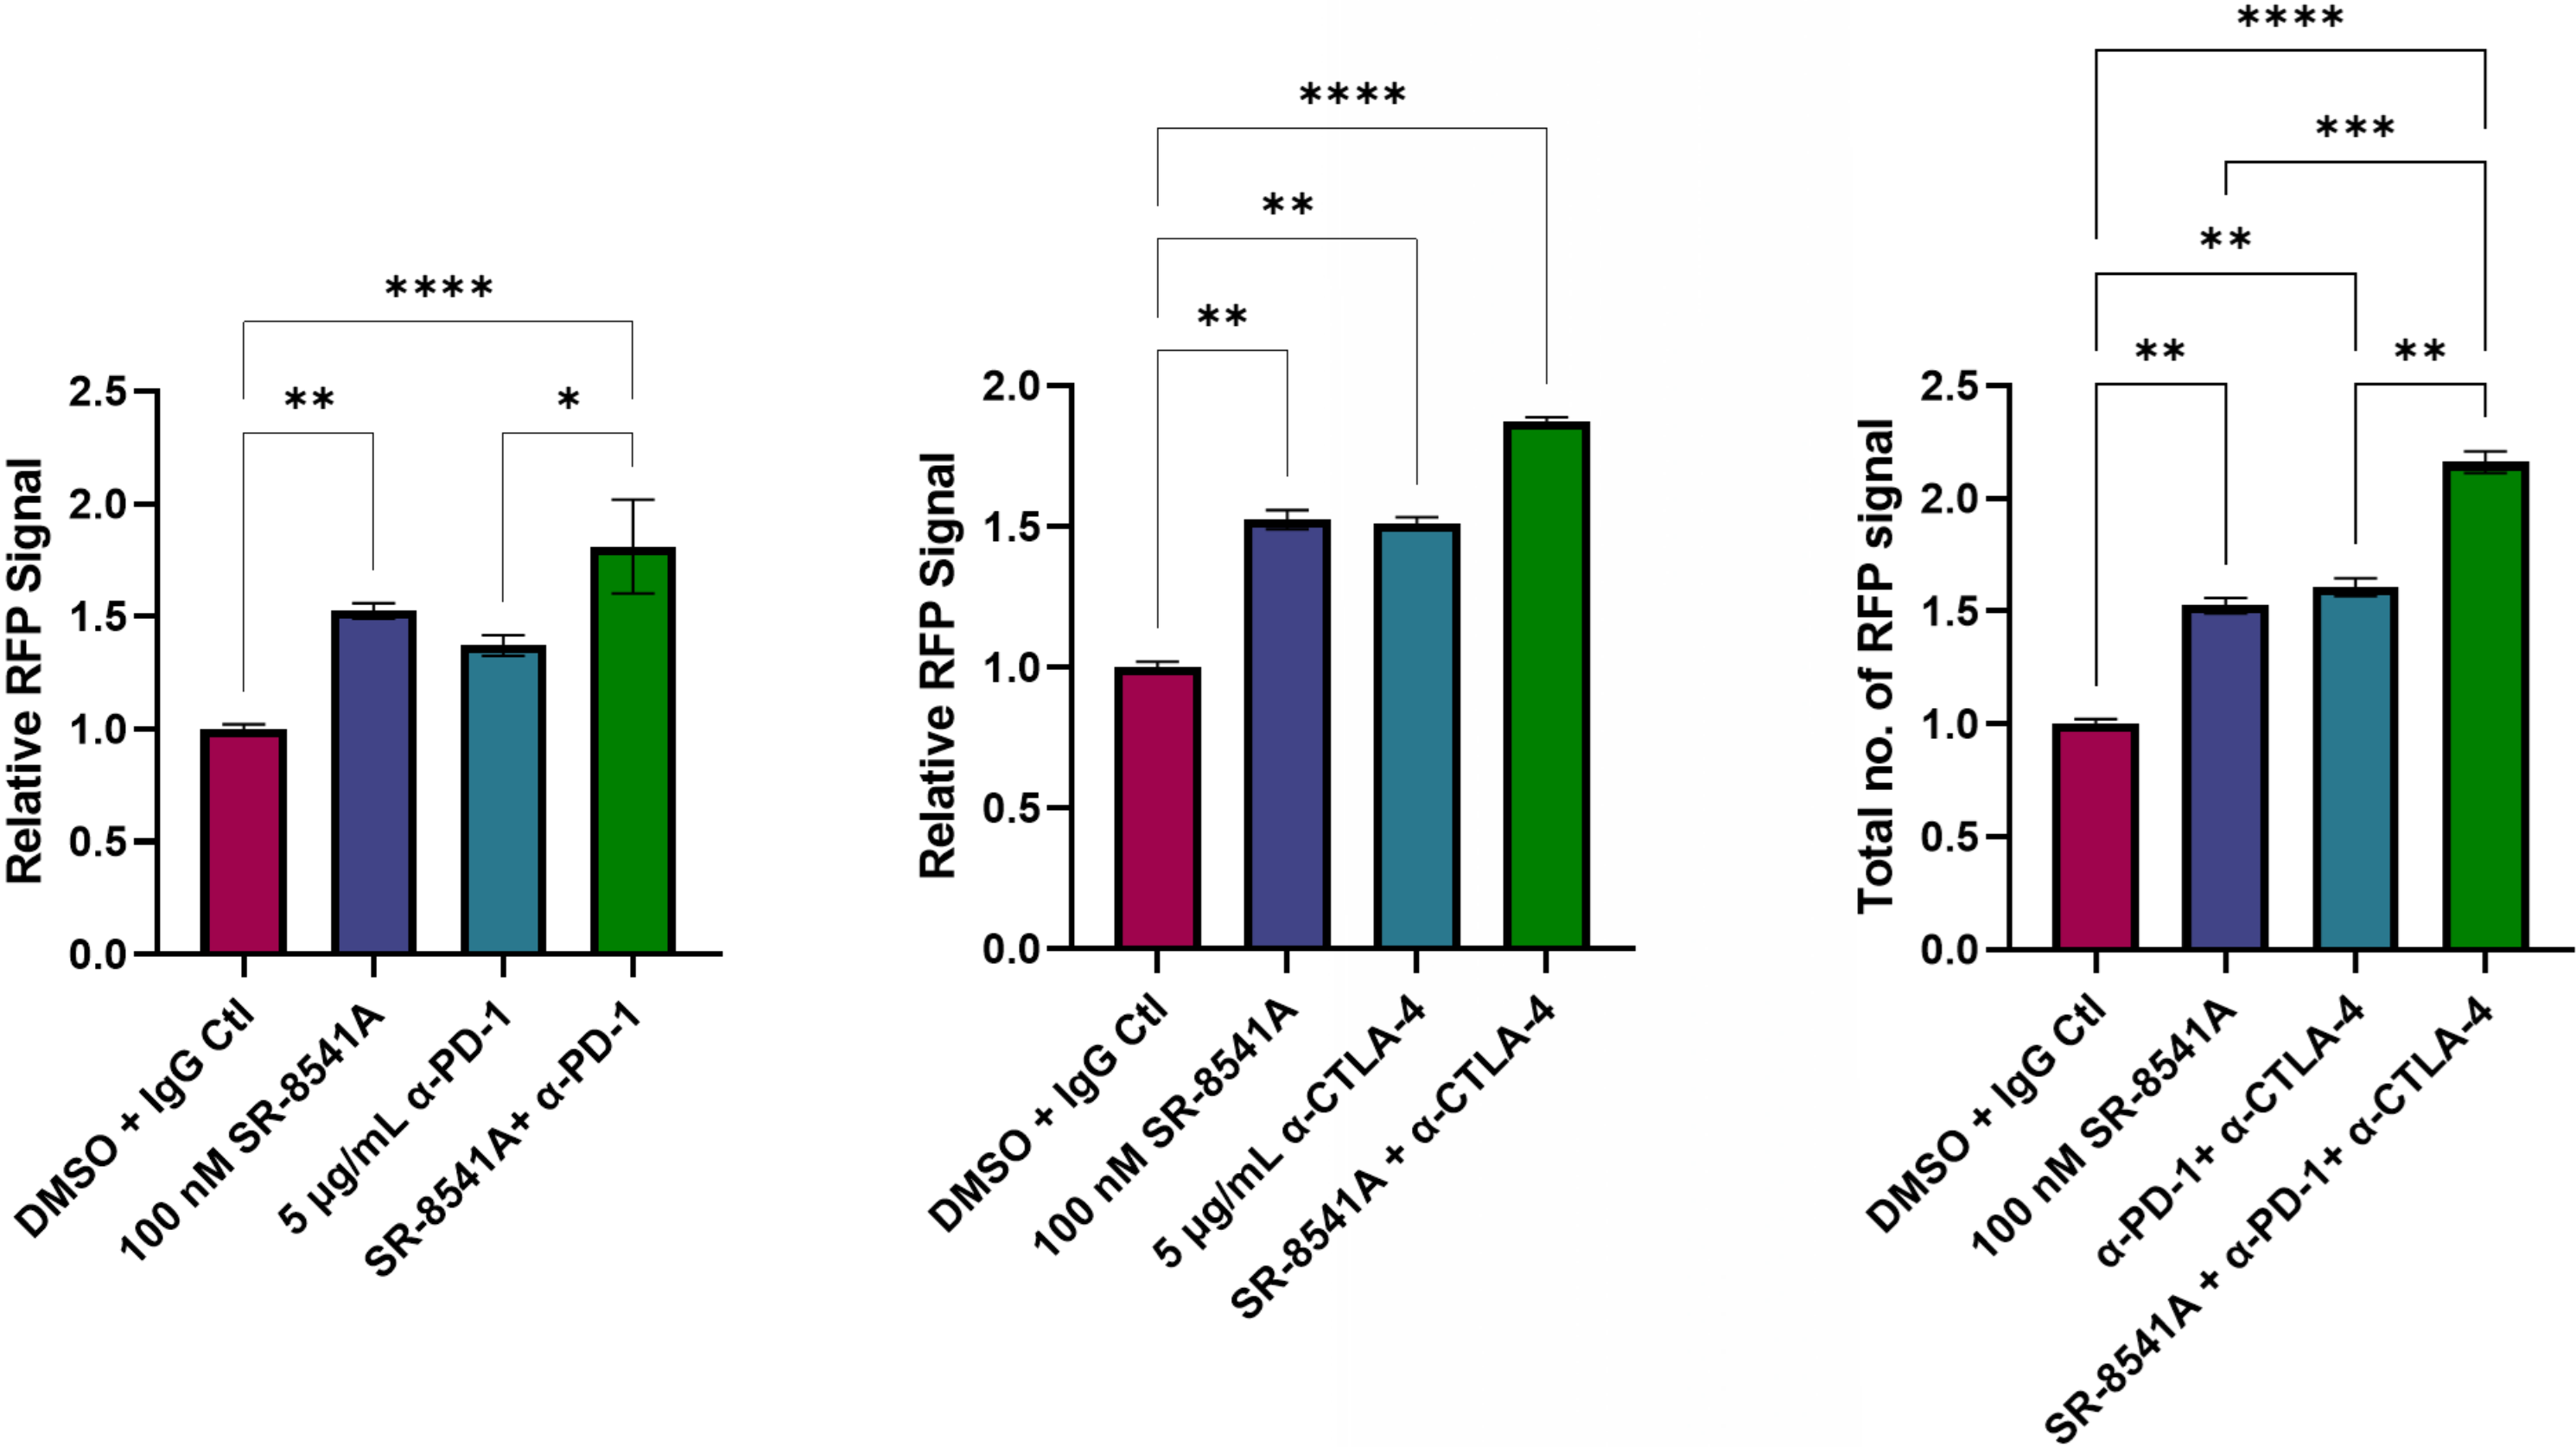 ****
**
*
Relative RFP Signal
2.5
2.0
1.5
1.0
0.5
0.0
DMSO + IgG Ctl
100 nM SR-8541A
5 µg/mL α-PD-1
SR-8541A+ α-PD-1
****
**
**
Relative RFP Signal
2.0
1.5
1.0
0.5
0.0
DMSO + IgG Ctl
100 nM SR-8541A
5 µg/mL α-CTLA-4
SR-8541A + α-CTLA-4
****
***
**
**
**
Total no. of RFP signal
2.5
2.0
1.5
1.0
0.5
0.0
DMSO + IgG Ctl
100 nM SR-8541A
α-PD-1+ α-CTLA-4
SR-8541A + α-PD-1+ α-CTLA-4